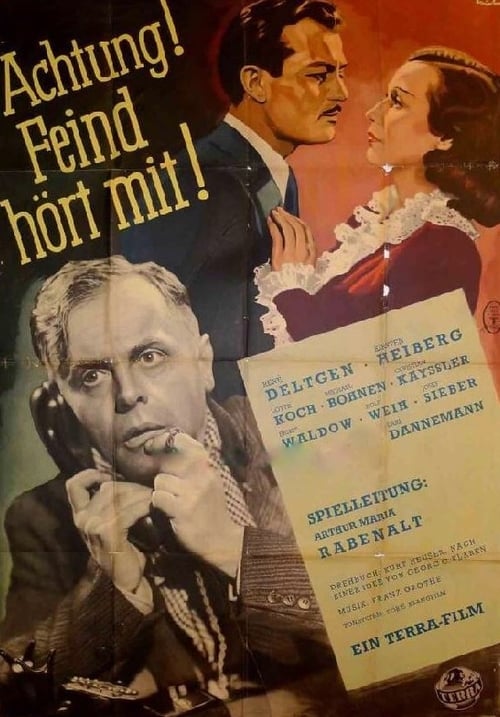 Achtung!
Feind
hört mit!
RENÉ DELTGEN · KIRSTEN HEIBERG
LOTTE KOCH · MICHAEL BOHNEN · CHRISTIAN KAYSSLER
BRUNO WALDOW · ROLF WEIH · JOSEF SIEBER
KARL DANNEMANN
SPIELLEITUNG:
ARTHUR MARIA
RABENALT
DREHBUCH: KURT HEUSER, NACH
EINER IDEE VON GEORG C. KLAREN
MUSIK: FRANZ GROTHE
EIN TERRA-FILM
TERRA